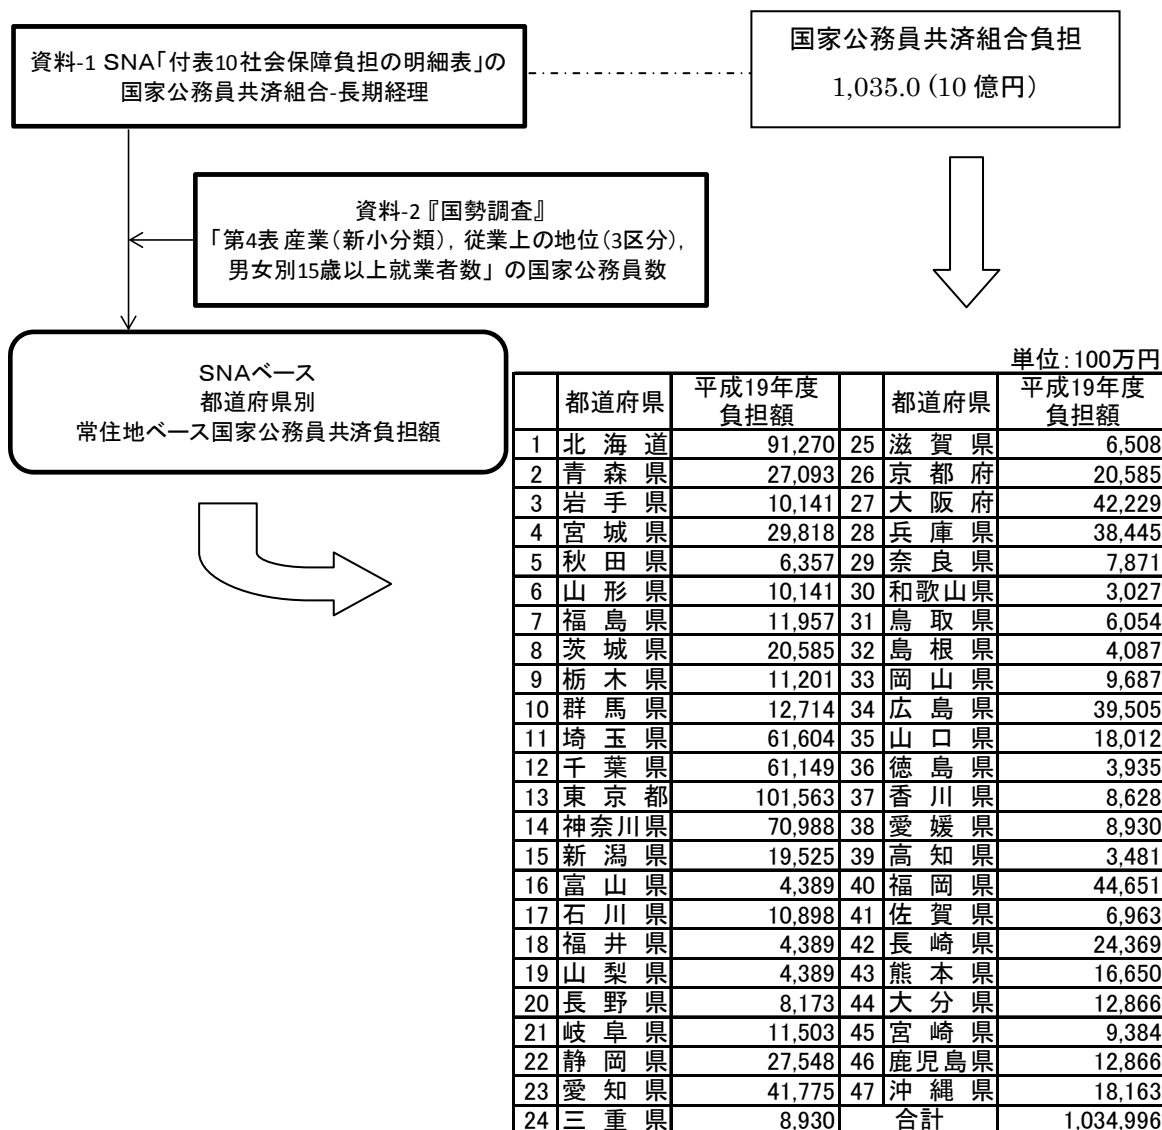 資料-1 SNA「付表10社会保障負担の明細表」の
国家公務員共済組合-長期経理
国家公務員共済組合負担
1,035.0（10 億円）
資料-2『国勢調査』
「第4表 産業（新小分類）, 従業上の地位（3区分）,
男女別15歳以上就業者数」の国家公務員数
SNAベース
都道府県別
常住地ベース国家公務員共済負担額
単位：100万円
都道府県 平成19年度 負担額 都道府県 平成19年度 負担額
1 北海道 91,270 25 滋賀県 6,508
2 青森県 27,093 26 京都府 20,585
3 岩手県 10,141 27 大阪府 42,229
4 宮城県 29,818 28 兵庫県 38,445
5 秋田県 6,357 29 奈良県 7,871
6 山形県 10,141 30 和歌山県 3,027
7 福島県 11,957 31 鳥取県 6,054
8 茨城県 20,585 32 島根県 4,087
9 栃木県 11,201 33 岡山県 9,687
10 群馬県 12,714 34 広島県 39,505
11 埼玉県 61,604 35 山口県 18,012
12 千葉県 61,149 36 徳島県 3,935
13 東京都 101,563 37 香川県 8,628
14 神奈川県 70,988 38 愛媛県 8,930
15 新潟県 19,525 39 高知県 3,481
16 富山県 4,389 40 福岡県 44,651
17 石川県 10,898 41 佐賀県 6,963
18 福井県 4,389 42 長崎県 24,369
19 山梨県 4,389 43 熊本県 16,650
20 長野県 8,173 44 大分県 12,866
21 岐阜県 11,503 45 宮崎県 9,384
22 静岡県 27,548 46 鹿児島県 12,866
23 愛知県 41,775 47 沖縄県 18,163
24 三重県 8,930 合計 1,034,996